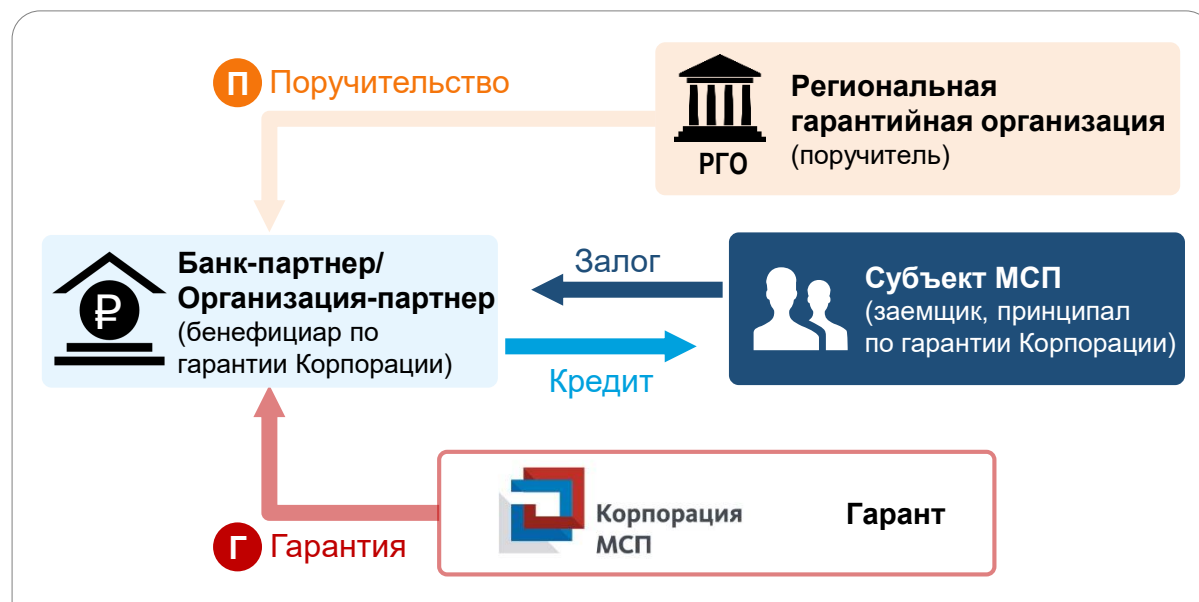 П Поручительство
Региональная
гарантийная организация
(поручитель)
РГО
Банк-партнер/
Организация-партнер
(бенефициар по
гарантии Корпорации)
₽
Залог
Кредит
Субъект МСП
(заемщик, принципал
по гарантии Корпорации)
Корпорация
МСП
Гарант
Г Гарантия